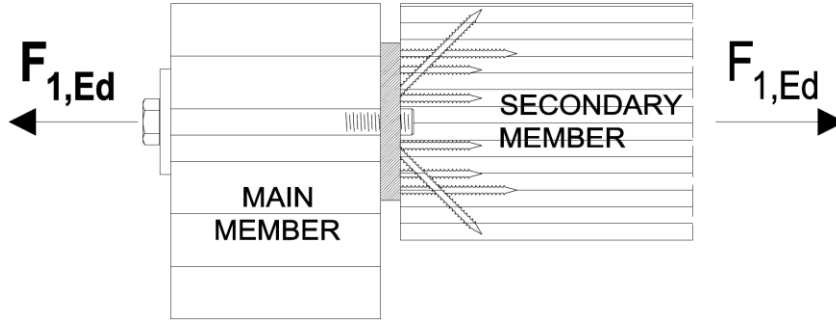 F1,Ed
F1,Ed
SECONDARY
MEMBER
MAIN
MEMBER